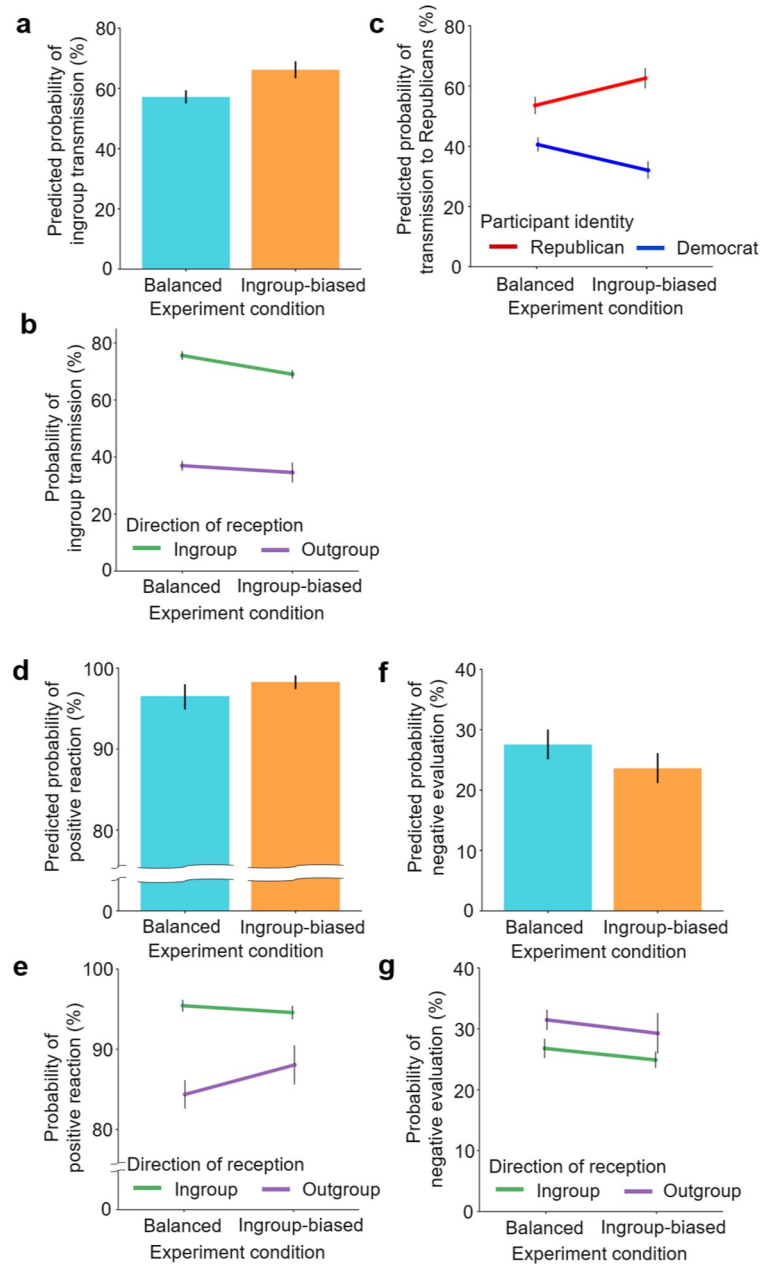 a
Predicted probability of
ingroup transmission (%)
80
60
40
20
0
Balanced
Ingroup-biased
Experiment condition
c
Predicted probability of
transmission to Republicans (%)
80
60
40
20
0
Participant identity
Republican
Democrat
Balanced
Ingroup-biased
Experiment condition
b
Probability of
ingroup transmission (%)
80
60
40
20
0
Direction of reception
Ingroup
Outgroup
Balanced
Ingroup-biased
Experiment condition
d
Predicted probability of
positive reaction (%)
100
90
80
0
Balanced
Ingroup-biased
Experiment condition
f
Predicted probability of
negative evaluation (%)
40
30
20
10
0
Balanced
Ingroup-biased
Experiment condition
e
Probability of
positive reaction (%)
100
90
80
0
Direction of reception
Ingroup
Outgroup
Balanced
Ingroup-biased
Experiment condition
g
Probability of
negative evaluation (%)
40
30
20
10
0
Direction of reception
Ingroup
Outgroup
Balanced
Ingroup-biased
Experiment condition